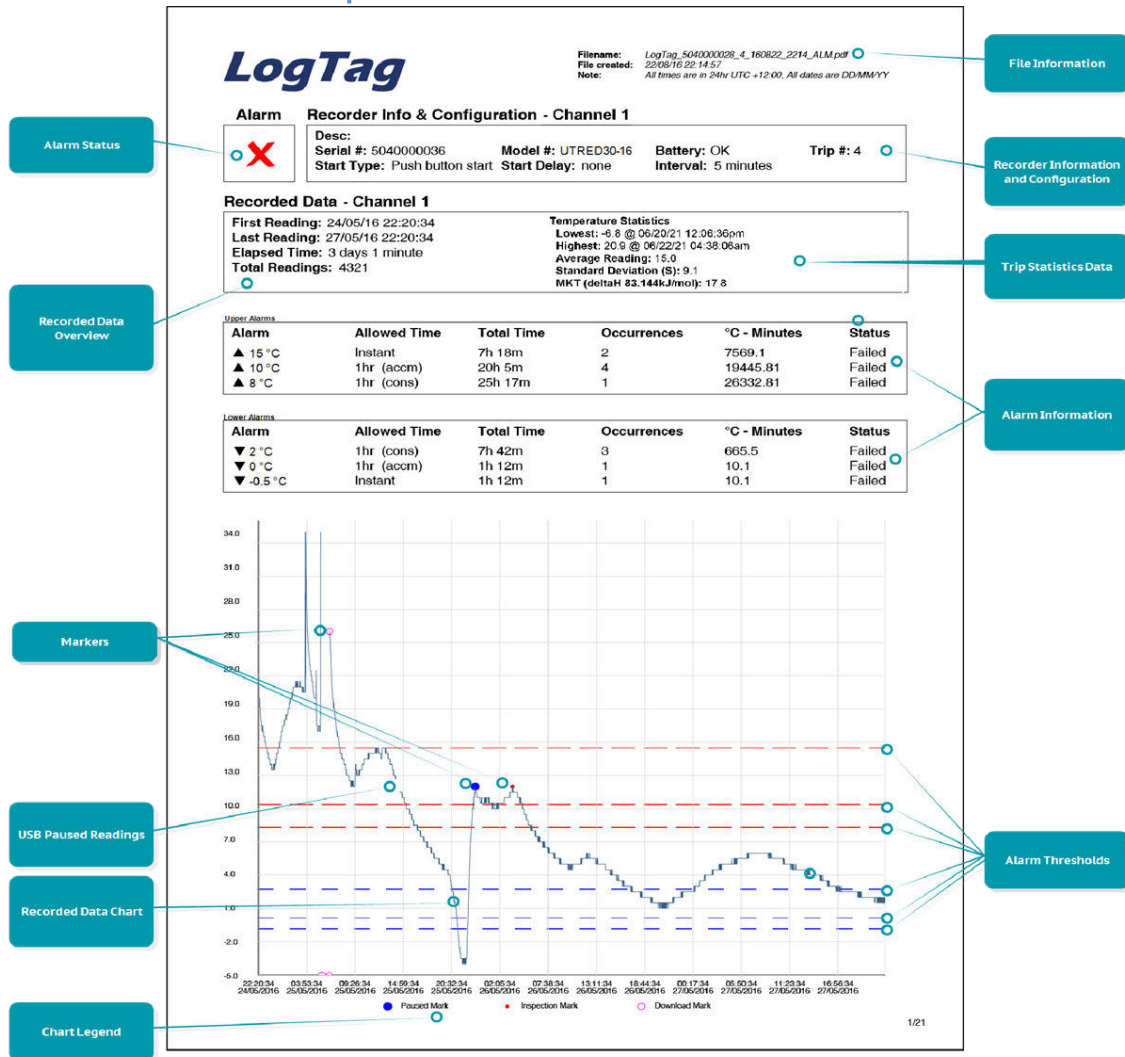 LogTag
Filename: LogTag_5040000028_4_160822_2214_ALM.pdf
File created: 22/08/16 22:14:57
Note: All times are in 24hr UTC +12:00, All dates are DD/MM/YY
File Information
Alarm
Recorder Info & Configuration - Channel 1
Alarm Status
Desc:
Serial #: 5040000036 Model #: UTRED30-16 Battery: OK Trip #: 4
Start Type: Push button start Start Delay: none Interval: 5 minutes
Recorder Information
and Configuration
Recorded Data - Channel 1
First Reading: 24/05/16 22:20:34
Last Reading: 27/05/16 22:20:34
Elapsed Time: 3 days 1 minute
Total Readings: 4321
Temperature Statistics
Lowest: -6.8 @ 06/20/21 12:06:36pm
Highest: 20.9 @ 06/22/21 04:38:06am
Average Reading: 15.0
Standard Deviation (S): 9.1
MKT (deltaH 83.144kJ/mol): 17.8
Trip Statistics Data
Recorded Data
Overview
Upper Alarms
Alarm Allowed Time Total Time Occurrences °C - Minutes Status
▲ 15 °C Instant 7h 18m 2 7569.1 Failed
▲ 10 °C 1hr (accm) 20h 5m 4 19445.81 Failed
▲ 8 °C 1hr (cons) 25h 17m 1 26332.81 Failed
Alarm Information
Lower Alarms
Alarm Allowed Time Total Time Occurrences °C - Minutes Status
▼ 2 °C 1hr (cons) 7h 42m 3 665.5 Failed
▼ 0 °C 1hr (accm) 1h 12m 1 10.1 Failed
▼ -0.5 °C Instant 1h 12m 1 10.1 Failed
34.0
31.0
28.0
25.0
22.0
19.0
16.0
13.0
10.0
7.0
4.0
1.0
-2.0
-5.0
Markers
USB Paused Readings
Recorded Data Chart
Alarm Thresholds
22:20:34 03:53:34 09:26:34 14:59:34 20:32:34 02:05:34 07:38:34 13:11:34 18:44:34 00:17:34 05:50:34 11:23:34 16:56:34
24/05/2016 25/05/2016 25/05/2016 25/05/2016 25/05/2016 26/05/2016 26/05/2016 26/05/2016 26/05/2016 27/05/2016 27/05/2016 27/05/2016 27/05/2016
Paused Mark Inspection Mark Download Mark
Chart Legend
1/21